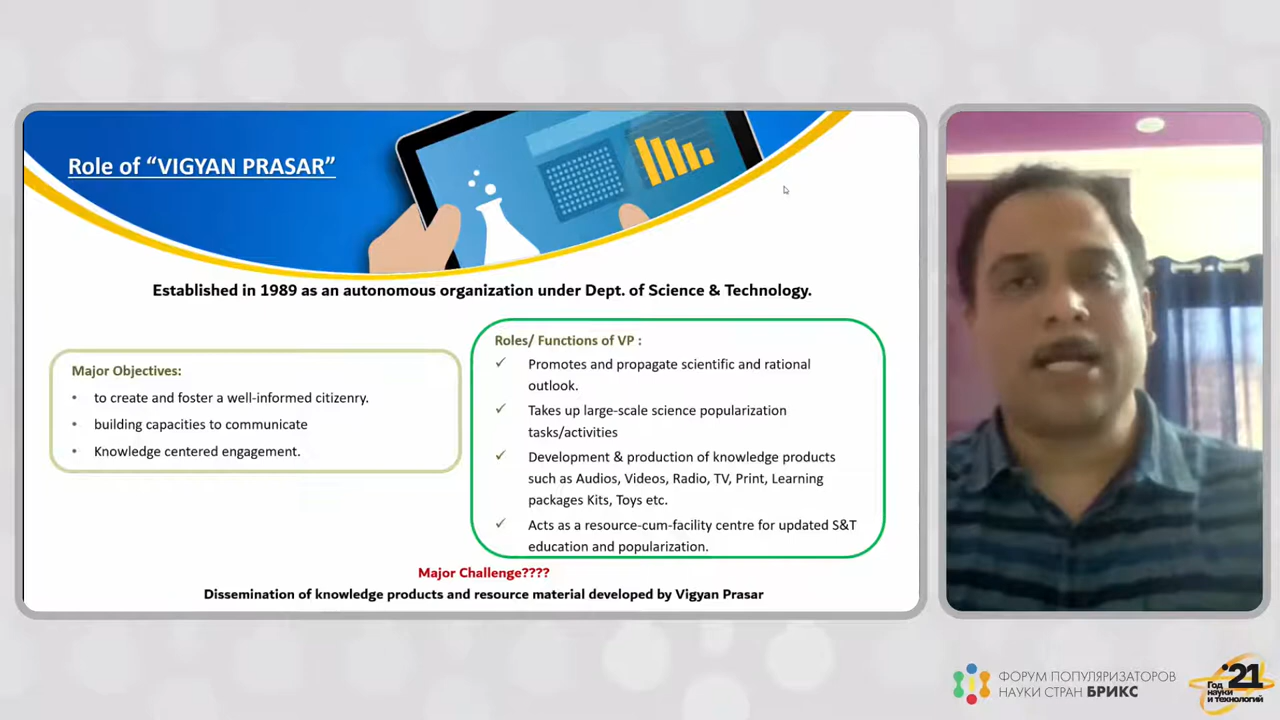 Role of “VIGYAN PRASAR”
Established in 1989 as an autonomous organization under Dept. of Science & Technology.
Major Objectives:
• to create and foster a well-informed citizenry.
• building capacities to communicate
• Knowledge centered engagement.
Roles/ Functions of VP :
✓ Promotes and propagate scientific and rational
outlook.
✓ Takes up large-scale science popularization
tasks/activities
✓ Development & production of knowledge products
such as Audios, Videos, Radio, TV, Print, Learning
packages Kits, Toys etc.
✓ Acts as a resource-cum-facility centre for updated S&T
education and popularization.
Major Challenge????
Dissemination of knowledge products and resource material developed by Vigyan Prasar
ФОРУМ ПОПУЛЯРИЗАТОРОВ
НАУКИ СТРАН БРИКС
'21
Год
науки
и технологий